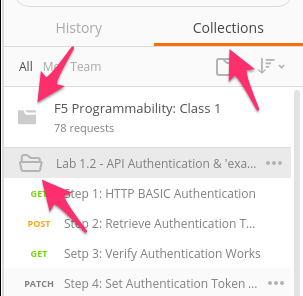 History Collections
All Me Team
F5 Programmability: Class 1
78 requests
Lab 1.2 - API Authentication & 'exa...
GET Step 1: HTTP BASIC Authentication
POST Step 2: Retrieve Authentication T...
GET Setp 3: Verify Authentication Works
PATCH Step 4: Set Authentication Token ...